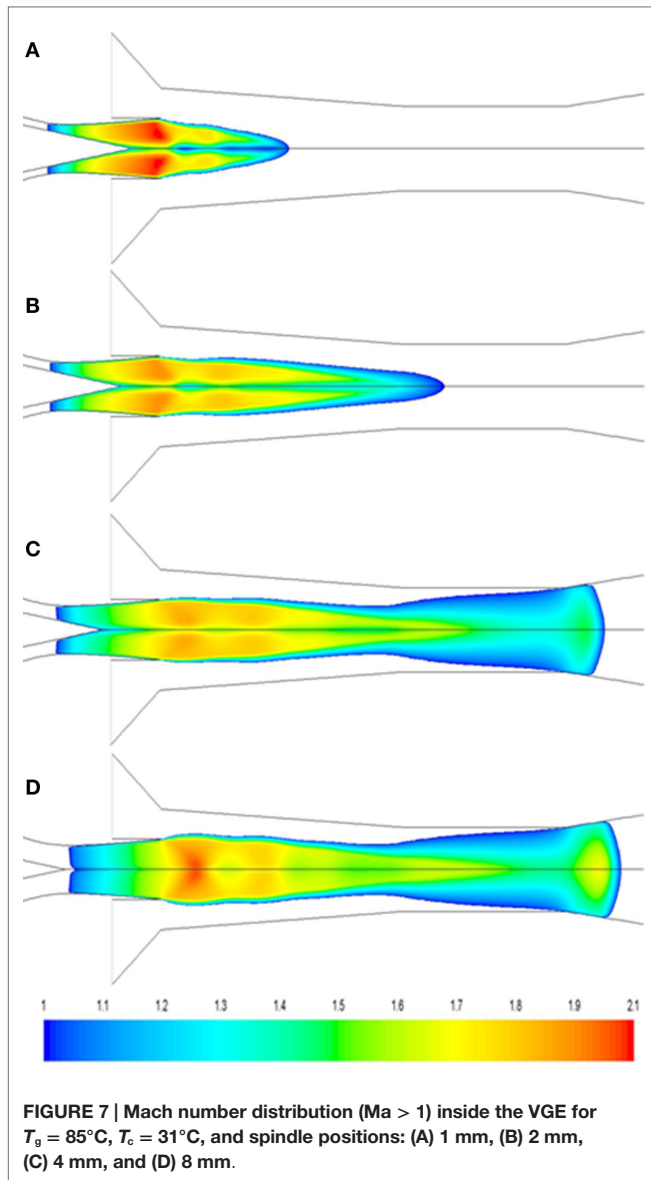 A
B
C
D
1 1.1 1.2 1.3 1.4 1.5 1.6 1.7 1.8 1.9 2.1
FIGURE 7 | Mach number distribution (Ma > 1) inside the VGE for
Tg = 85°C, Tc = 31°C, and spindle positions: (A) 1 mm, (B) 2 mm,
(C) 4 mm, and (D) 8 mm.